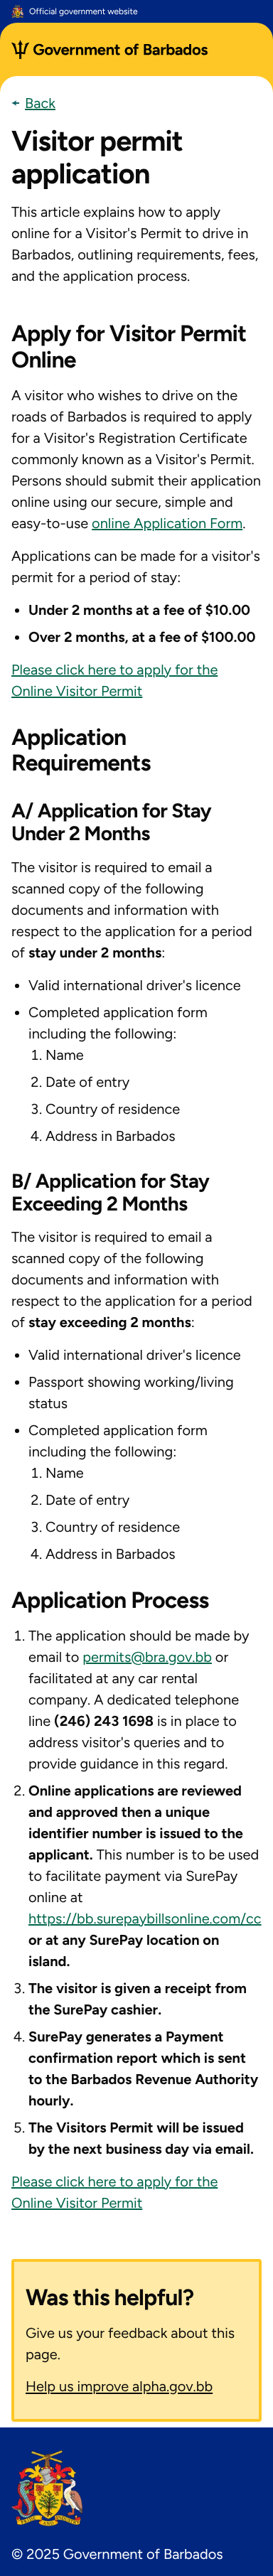 Official government website
Government of Barbados
Back
Visitor permit
application
This article explains how to apply
online for a Visitor's Permit to drive in
Barbados, outlining requirements, fees,
and the application process.
Apply for Visitor Permit
Online
A visitor who wishes to drive on the
roads of Barbados is required to apply
for a Visitor's Registration Certificate
commonly known as a Visitor's Permit.
Persons should submit their application
online using our secure, simple and
easy-to-use online Application Form.
Applications can be made for a visitor's
permit for a period of stay:
• Under 2 months at a fee of $10.00
• Over 2 months, at a fee of $100.00
Please click here to apply for the
Online Visitor Permit
Application
Requirements
A/ Application for Stay
Under 2 Months
The visitor is required to email a
scanned copy of the following
documents and information with
respect to the application for a period
of stay under 2 months:
• Valid international driver's licence
• Completed application form
including the following:
1. Name
2. Date of entry
3. Country of residence
4. Address in Barbados
B/ Application for Stay
Exceeding 2 Months
The visitor is required to email a
scanned copy of the following
documents and information with
respect to the application for a period
of stay exceeding 2 months:
• Valid international driver's licence
• Passport showing working/living
status
• Completed application form
including the following:
1. Name
2. Date of entry
3. Country of residence
4. Address in Barbados
Application Process
1. The application should be made by
email to permits@bra.gov.bb or
facilitated at any car rental
company. A dedicated telephone
line (246) 243 1698 is in place to
address visitor's queries and to
provide guidance in this regard.
2. Online applications are reviewed
and approved then a unique
identifier number is issued to the
applicant. This number is to be used
to facilitate payment via SurePay
online at
https://bb.surepaybillsonline.com/cc
or at any SurePay location on
island.
3. The visitor is given a receipt from
the SurePay cashier.
4. SurePay generates a Payment
confirmation report which is sent
to the Barbados Revenue Authority
hourly.
5. The Visitors Permit will be issued
by the next business day via email.
Please click here to apply for the
Online Visitor Permit
Was this helpful?
Give us your feedback about this
page.
Help us improve alpha.gov.bb
© 2025 Government of Barbados